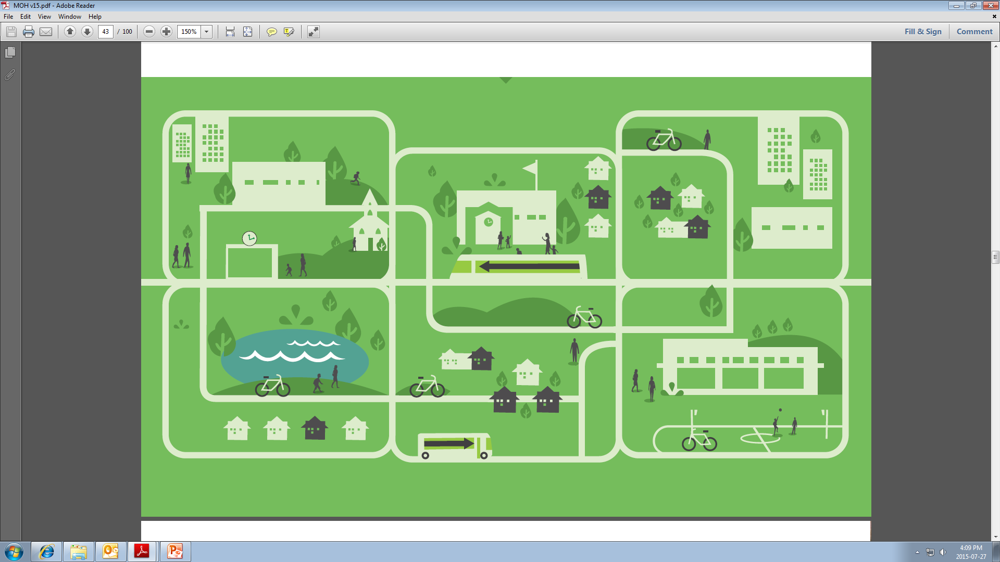 MOH v15.pdf - Adobe Reader
File Edit View Window Help
43 / 100 150% Fill & Sign Comment
4:09 PM
2015-07-27